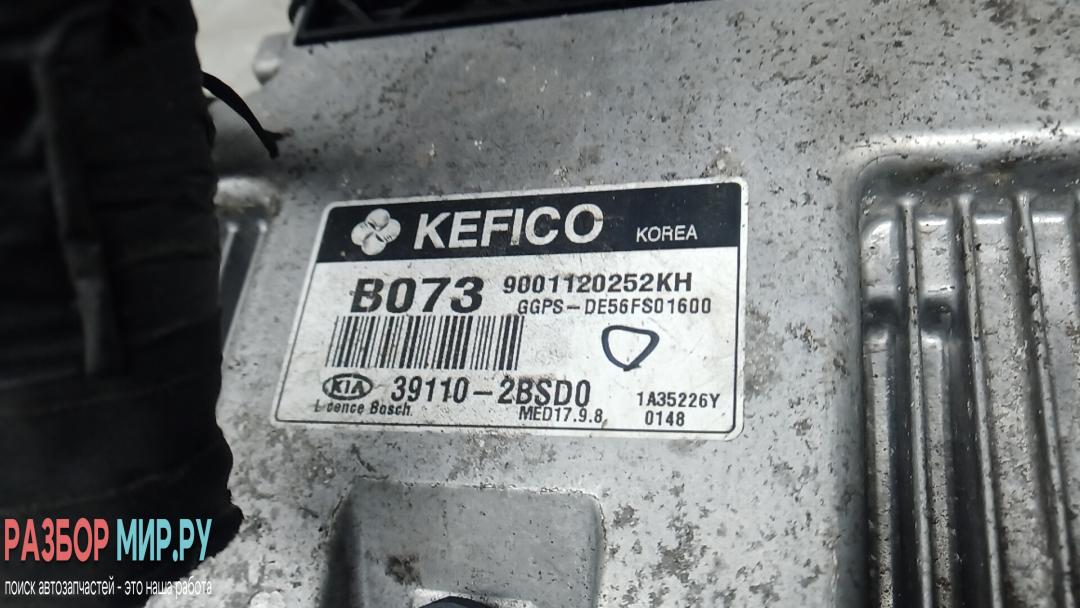 KEFICO KOREA
B073 9001120252KH
GGPS-DE56FS01600
KIA 39110-2BSD0 1A35226Y
Licence Bosch MED17.9.8 0148
РАЗБОР МИР.РУ
поиск автозапчастей - это наша работа